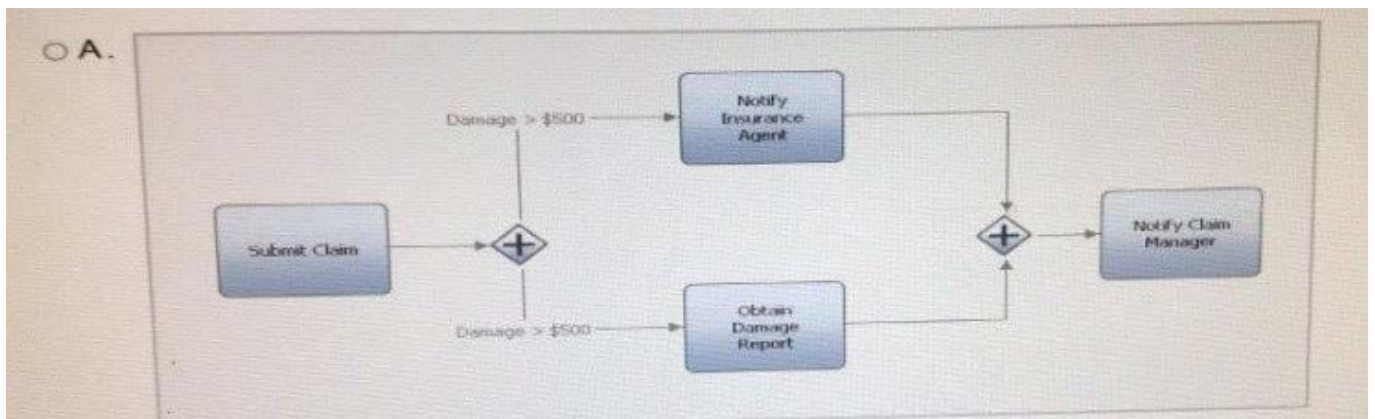 A.
Damage > $500
Notify
Insurance
Agent
Submit Claim
Notify Claim
Manager
Damage > $500
Obtain
Damage
Report